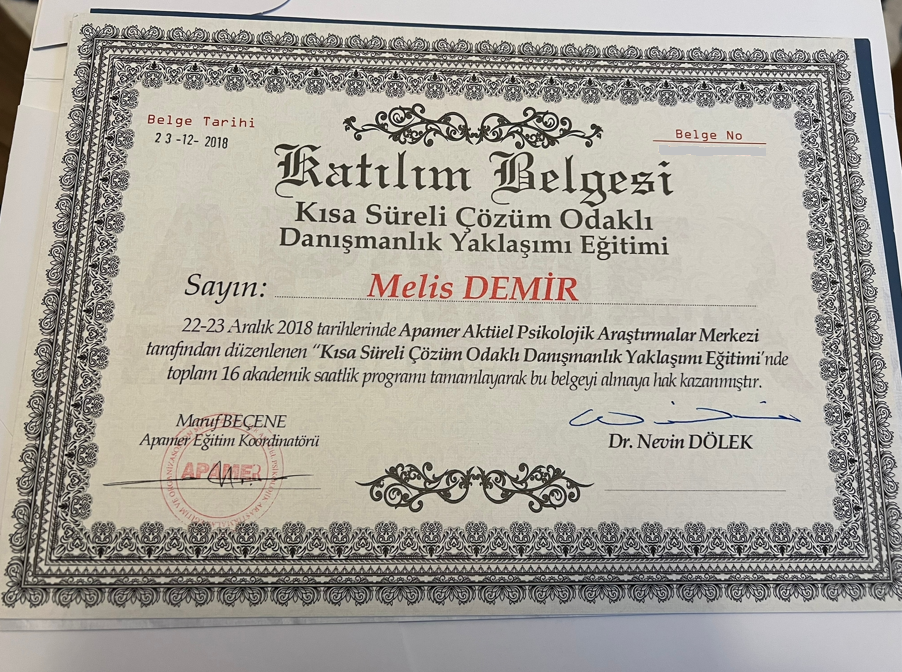 Belge Tarihi
23-12-2018
Belge No
Katılım Belgesi
Kısa Süreli Çözüm Odaklı
Danışmanlık Yaklaşımı Eğitimi
Sayın: Melis DEMİR
22-23 Aralık 2018 tarihlerinde Apamer Aktüel Psikolojik Araştırmalar Merkezi
tarafından düzenlenen “Kısa Süreli Çözüm Odaklı Danışmanlık Yaklaşımı Eğitimi’nde
toplam 16 akademik saatlik programı tamamlayarak bu belgeyi almaya hak kazanmıştır.
Maruf BEÇENE
Apamer Eğitim Koordinatörü
APAMER
Dr. Nevin DÖLEK